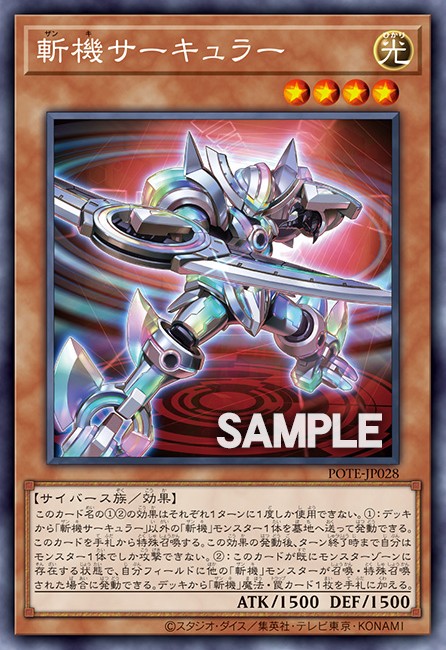 斬機サーキュラー
光
SAMPLE
POTE-JP028
【サイバース族／効果】
このカード名の①②の効果はそれぞれ1ターンに1度しか使用できない。①：デッ
キから「斬機サーキュラー」以外の「斬機」モンスター1体を墓地へ送って発動できる。
このカードを手札から特殊召喚する。この効果の発動後、ターン終了時まで自分は
モンスター1体でしか攻撃できない。②：このカードが既にモンスターゾーンに
存在する状態で、自分フィールドに他の「斬機」モンスターが召喚・特殊召喚
された場合に発動できる。デッキから「斬機」魔法・罠カード1枚を手札に加える。
ATK/1500 DEF/1500
©スタジオ・ダイス／集英社・テレビ東京・KONAMI